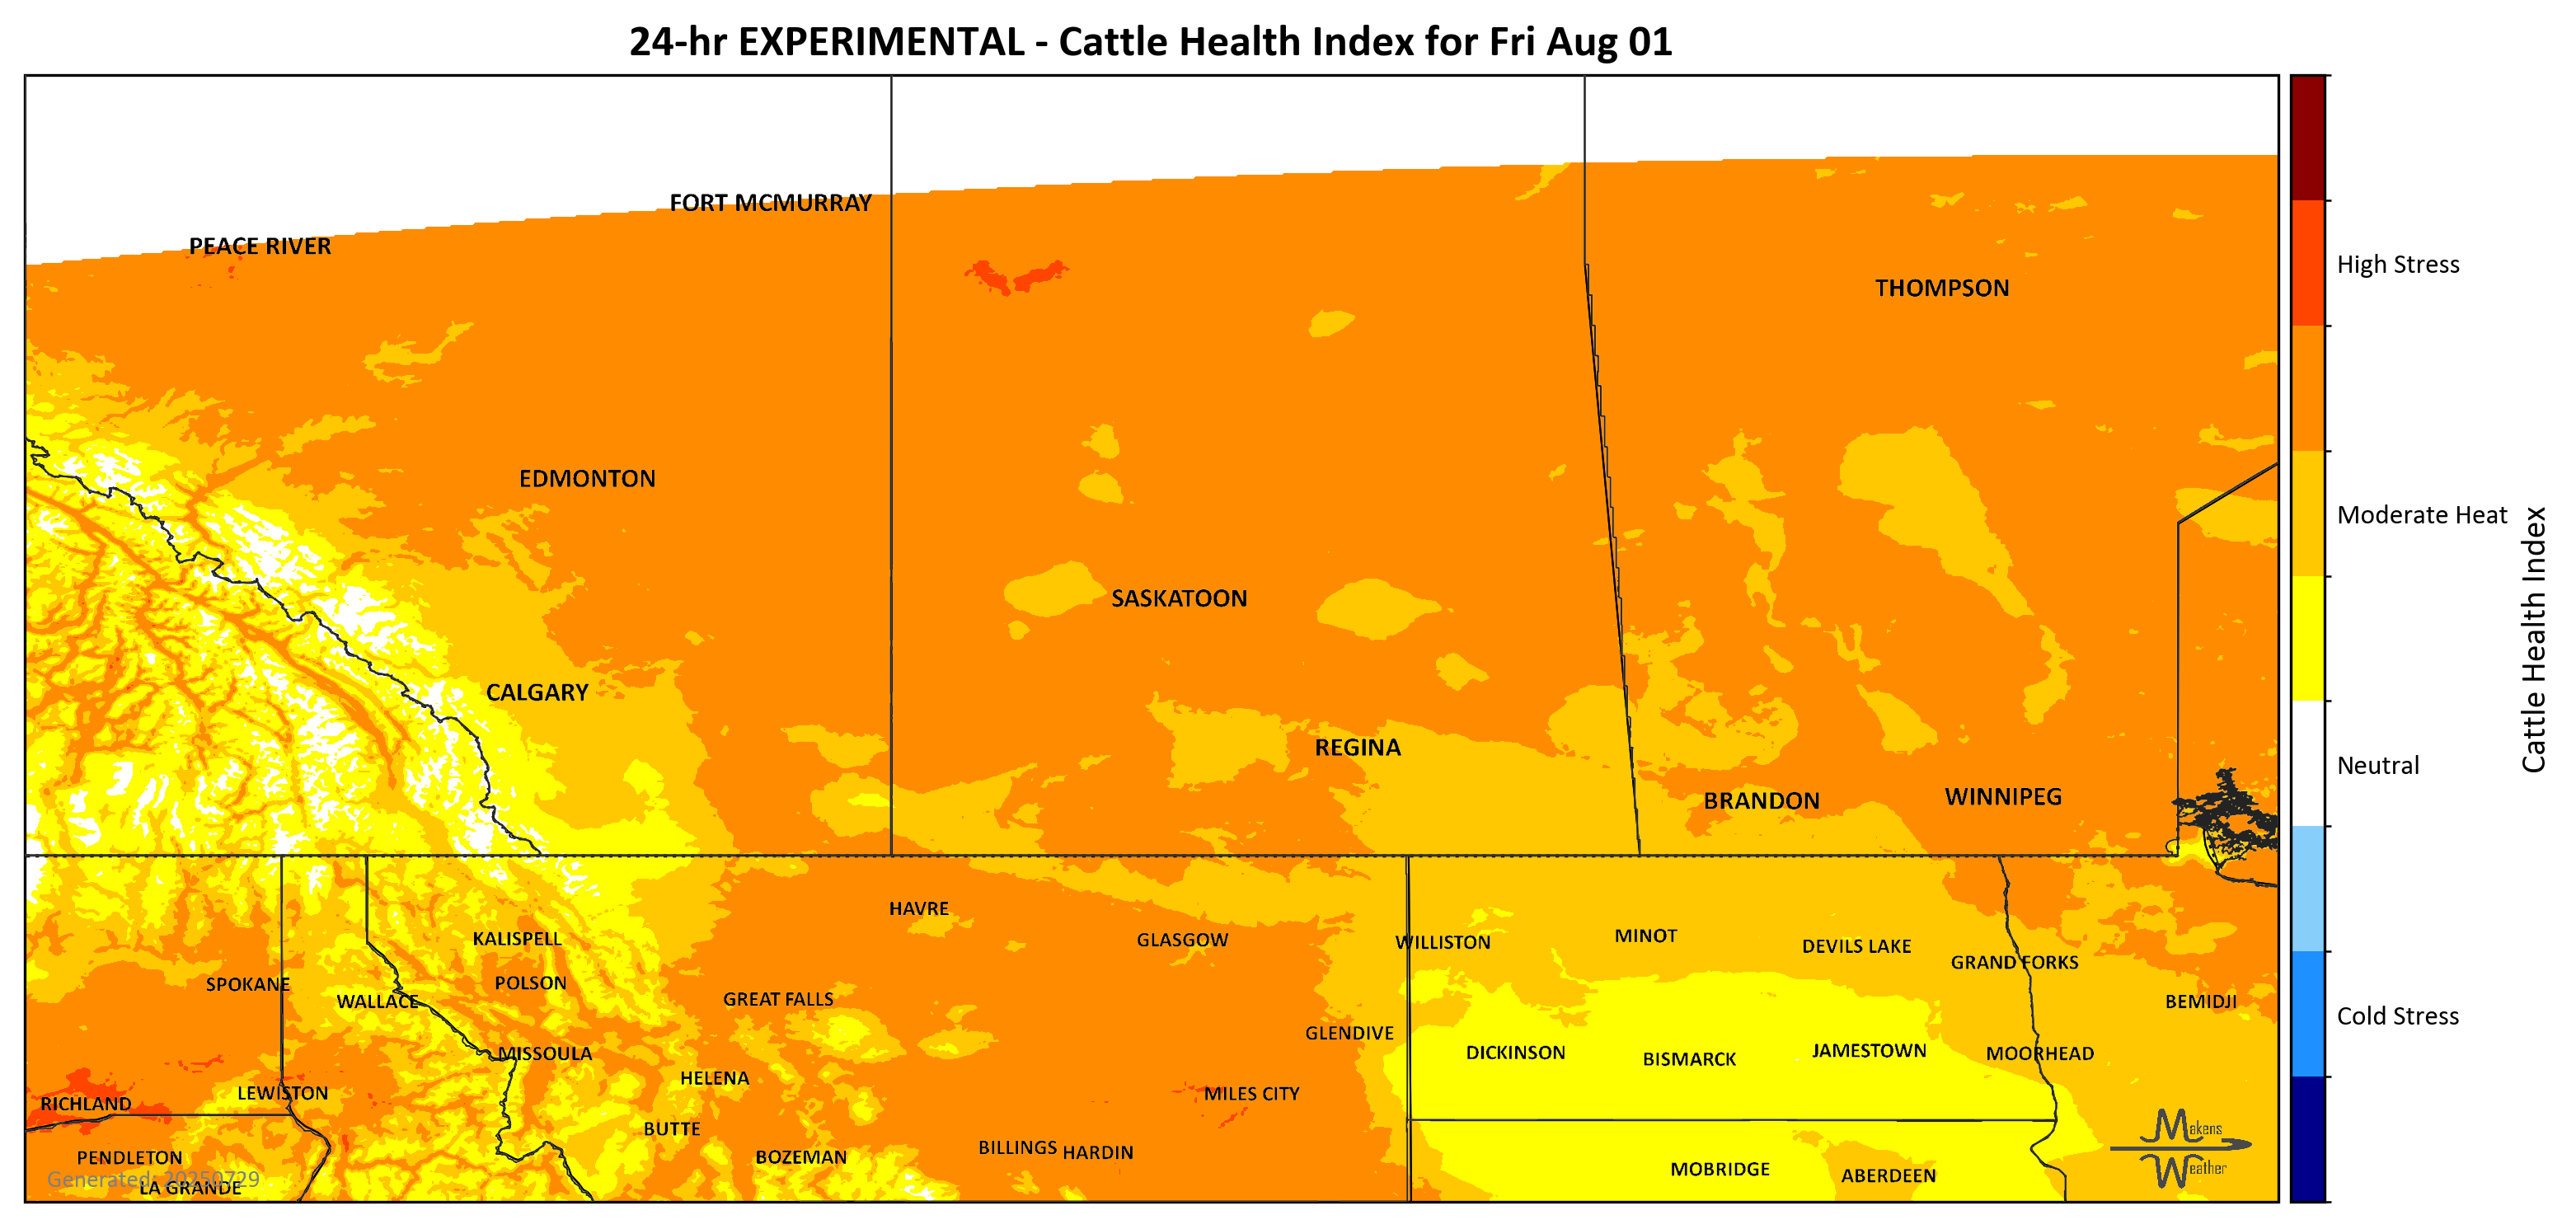 24-hr EXPERIMENTAL - Cattle Health Index for Fri Aug 01
FORT MCMURRAY
PEACE RIVER
THOMPSON
EDMONTON
SASKATOON
CALGARY
REGINA
BRANDON
WINNIPEG
HAVRE
KALISPELL
GLASGOW
WILLISTON
MINOT
DEVILS LAKE
GRAND FORKS
SPOKANE
POLSON
WALLACE
GREAT FALLS
BEMIDJI
GLENDIVE
MISSOULA
DICKINSON
BISMARCK
JAMESTOWN
MOORHEAD
HELENA
LEWISTON
MILES CITY
RICHLAND
BUTTE
BILLINGS
HARDIN
BOZEMAN
PENDLETON
MOBRIDGE
ABERDEEN
Generated: 20250729
LA GRANDE
Makens
Weather
High Stress
Moderate Heat
Neutral
Cold Stress
Cattle Health Index